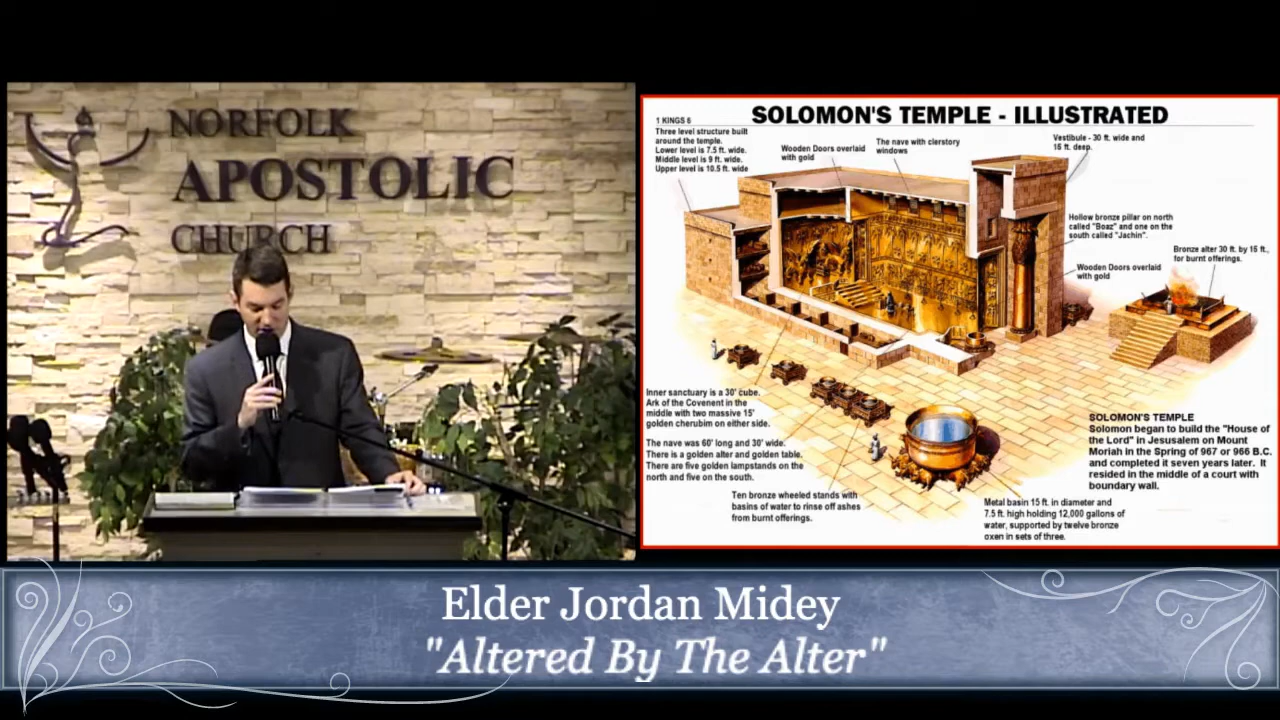 NORFOLK
APOSTOLIC
CHURCH
SOLOMON'S TEMPLE - ILLUSTRATED
1 KINGS 6
Three level structure built
around the temple.
Lower level is 7.5 ft. wide.
Middle level is 9 ft. wide.
Upper level is 10.5 ft. wide
Wooden Doors overlaid
with gold
The nave with clerstory
windows
Vestibule - 30 ft. wide and
15 ft. deep.
Hollow bronze pillar on north
called "Boaz" and one on the
south called "Jachin".
Wooden Doors overlaid
with gold
Bronze alter 30 ft. by 15 ft.,
for burnt offerings.
Inner sanctuary is a 30' cube.
Ark of the Covenent in the
middle with two massive 15'
golden cherubim on either side.
The nave was 60' long and 30' wide.
There is a golden alter and golden table.
There are five golden lampstands on the
north and five on the south.
Ten bronze wheeled stands with
basins of water to rinse off ashes
from burnt offerings.
Metal basin 15 ft. in diameter and
7.5 ft. high holding 12,000 gallons of
water, supported by twelve bronze
oxen in sets of three.
SOLOMON'S TEMPLE
Solomon began to build the "House of
the Lord" in Jesusalem on Mount
Moriah in the Spring of 967 or 966 B.C.
and completed it seven years later. It
resided in the middle of a court with
boundary wall.
Elder Jordan Midey
"Altered By The Alter"